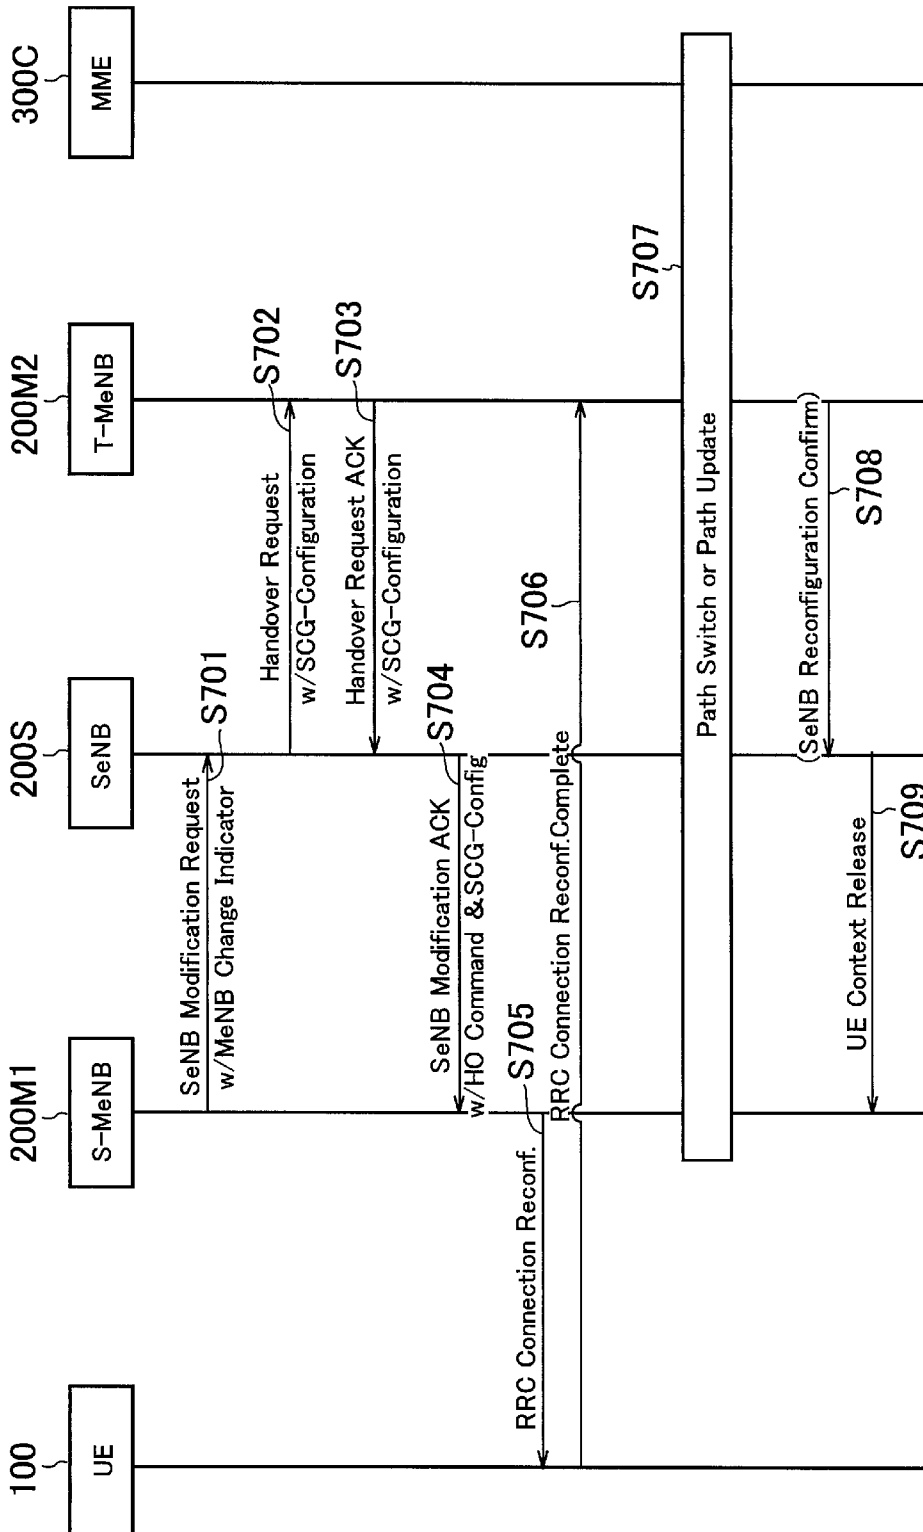 100
UE
200M1
S-MeNB
200S
SeNB
200M2
T-MeNB
300C
MME
SeNB Modification Request
w/MeNB Change Indicator
S701
Handover Request
w/SCG-Configuration
S702
Handover Request ACK
w/SCG-Configuration
S703
SeNB Modification ACK
w/HO Command &SCG-Config
S704
RRC Connection Reconf.
S705
RRC Connection Reconf.Complete
S706
Path Switch or Path Update
S707
(SeNB Reconfiguration Confirm)
S708
UE Context Release
S709